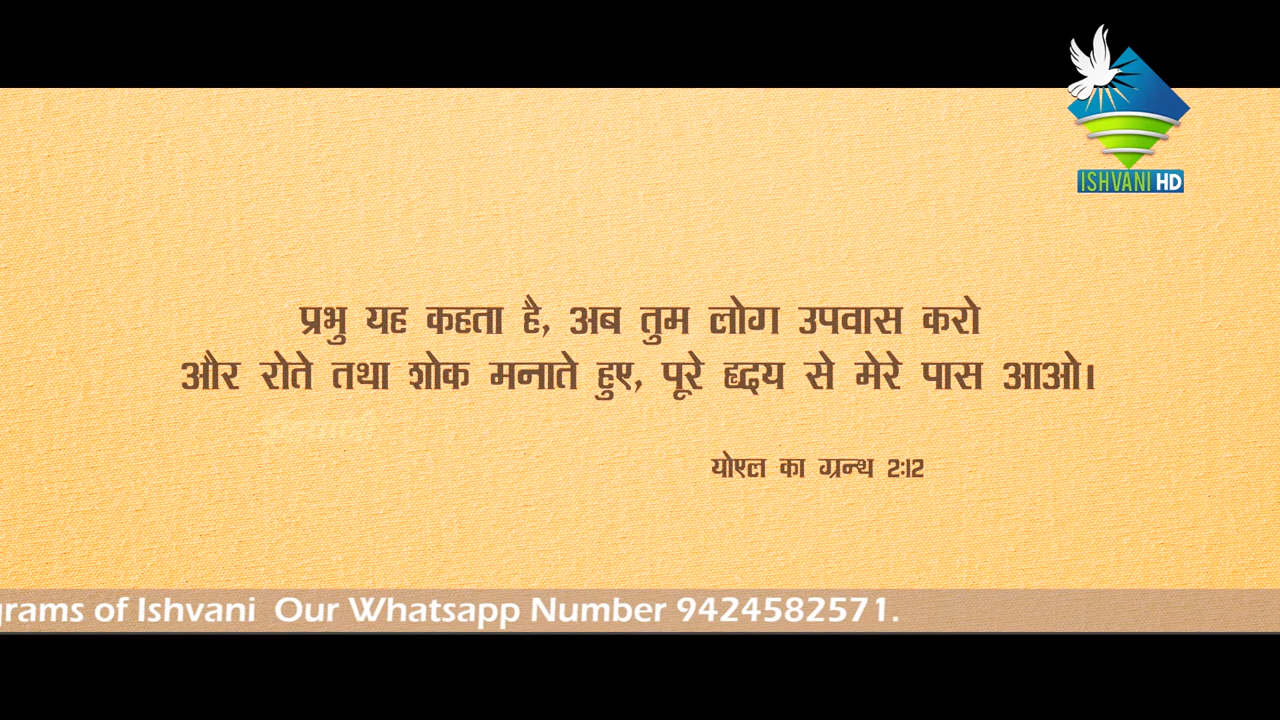 ISHVANI HD
प्रभु यह कहता है, अब तुम लोग उपवास करो
और रोते तथा शोक मनाते हुए, पूरे हृदय से मेरे पास आओ।
योएल का ग्रन्थ 2:12
grams of Ishvani Our Whatsapp Number 9424582571.